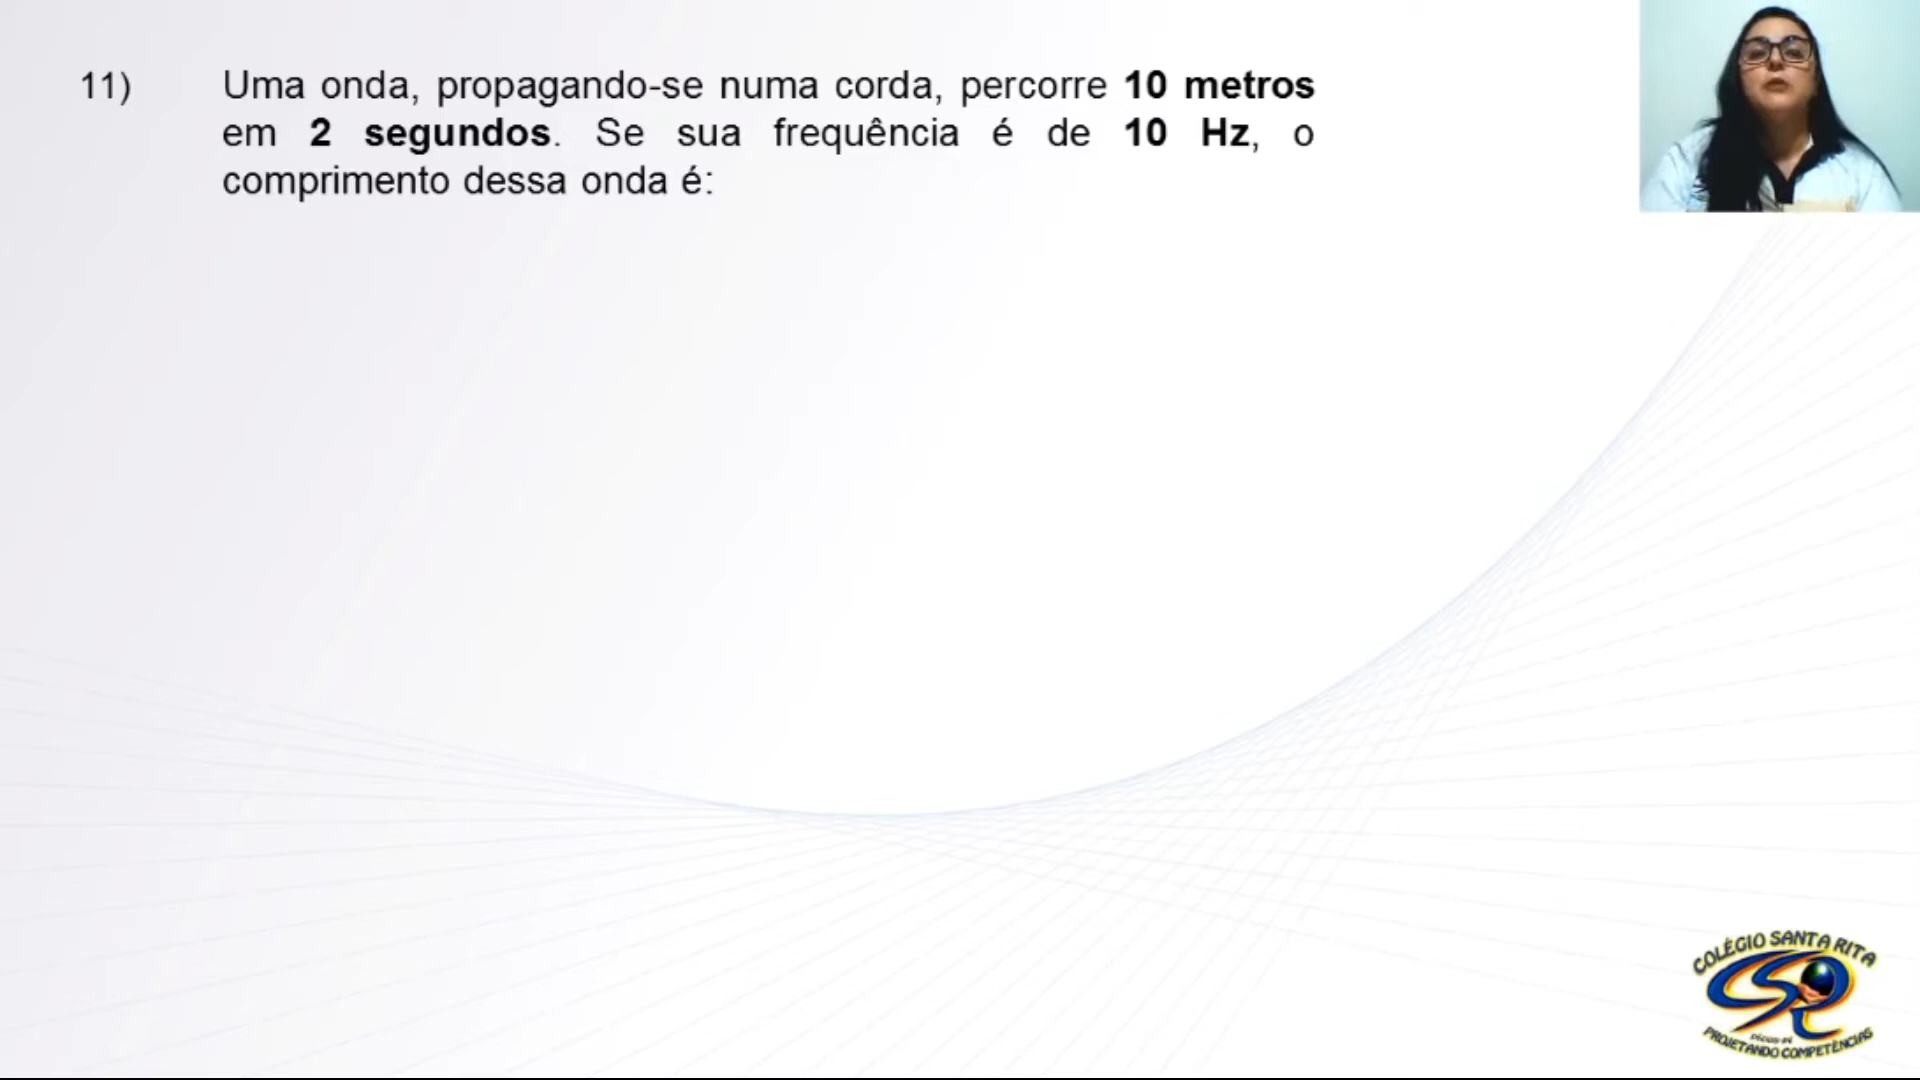 11) Uma onda, propagando-se numa corda, percorre 10 metros
em 2 segundos. Se sua frequência é de 10 Hz, o
comprimento dessa onda é:
COLÉGIO SANTA RITA
PROJETANDO COMPETÊNCIAS